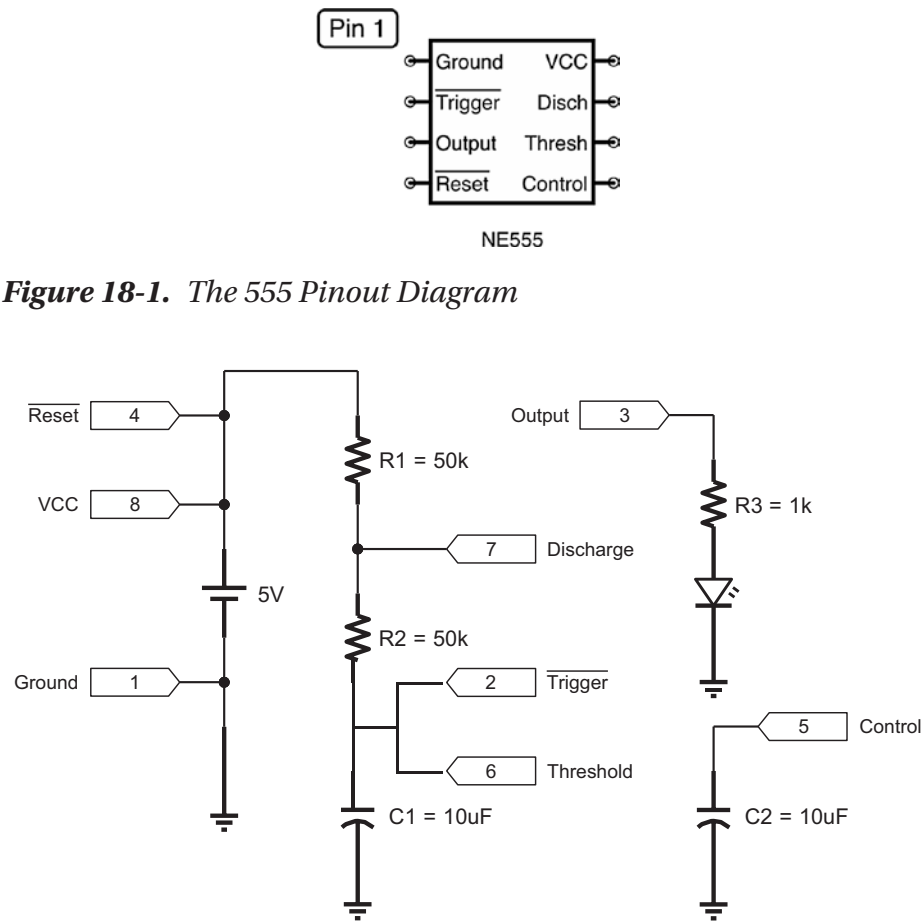 Pin 1
Ground VCC
Trigger Disch
Output Thresh
Reset Control
NE555
Figure 18-1. The 555 Pinout Diagram
Reset 4
Output 3
R1 = 50k
VCC 8
R3 = 1k
7 Discharge
5V
R2 = 50k
Ground 1
2 Trigger
5 Control
6 Threshold
C1 = 10uF
C2 = 10uF